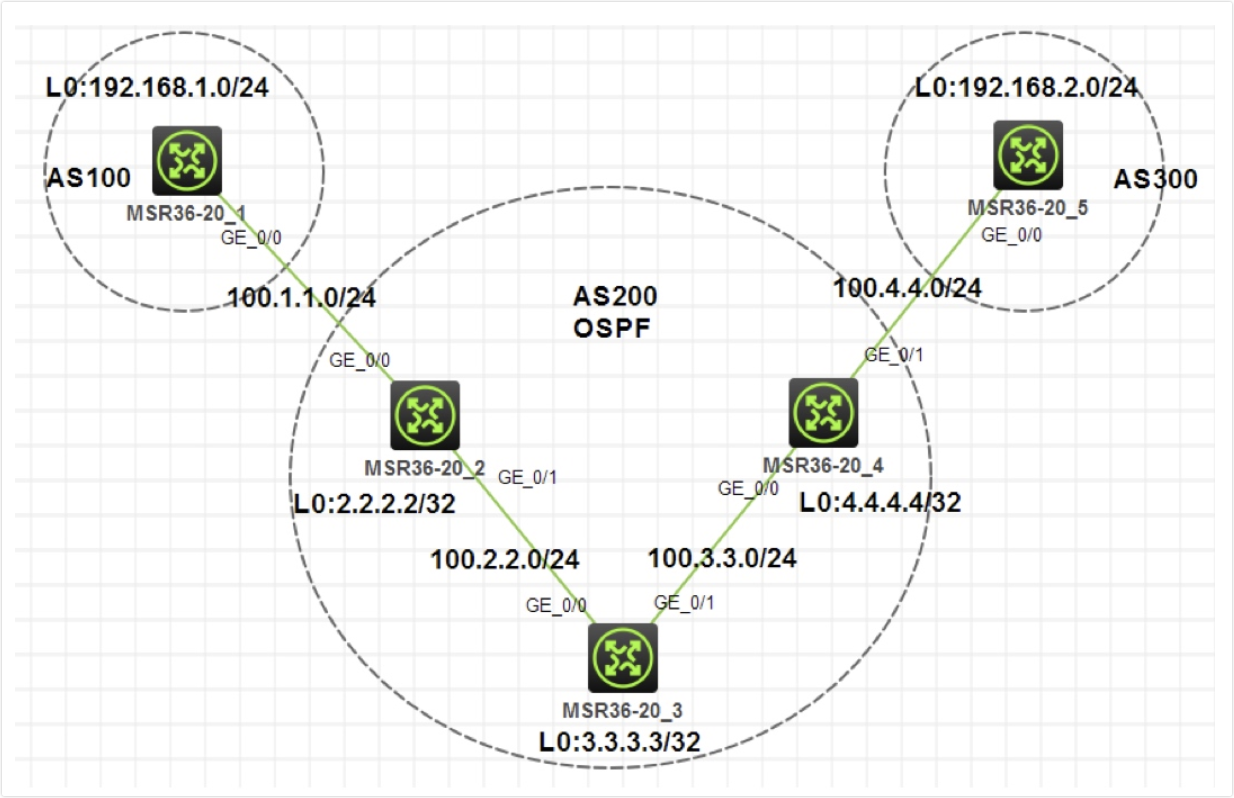 L0:192.168.1.0/24
L0:192.168.2.0/24
AS100
AS300
MSR36-20_1
MSR36-20_5
GE_0/0
GE_0/0
100.1.1.0/24
AS200
OSPF
100.4.4.0/24
GE_0/0
GE_0/1
MSR36-20_2
MSR36-20_4
GE_0/1
GE_0/0
L0:2.2.2.2/32
L0:4.4.4.4/32
100.2.2.0/24
100.3.3.0/24
GE_0/0
GE_0/1
MSR36-20_3
L0:3.3.3.3/32